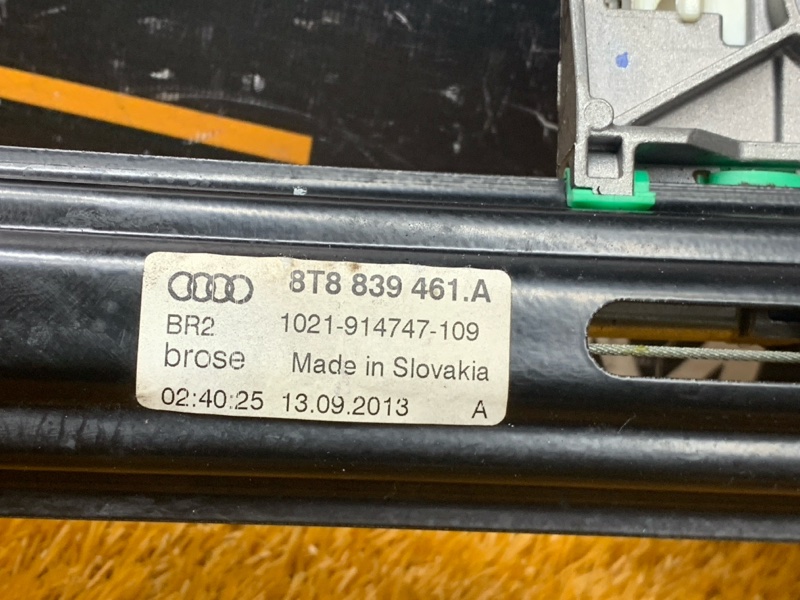 8T8 839 461.A
BR2 1021-914747-109
brose Made in Slovakia
02:40:25 13.09.2013 A